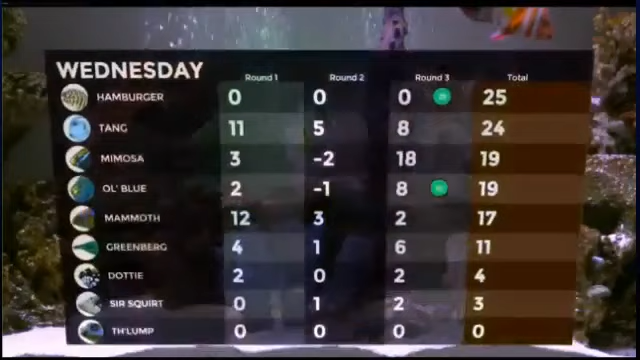 WEDNESDAY Round 1 Round 2 Round 3 Total
HAMBURGER 0 0 0 25
TANG 11 5 8 24
MIMOSA 3 -2 18 19
OL' BLUE 2 -1 8 19
MAMMOTH 12 3 2 17
GREENBERG 4 1 6 11
DOTTIE 2 0 2 4
SIR SQUIRT 0 1 2 3
TH'LUMP 0 0 0 0